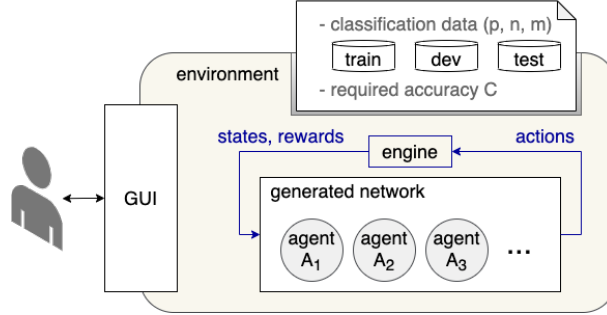 - classification data (p, n, m)
train dev test
- required accuracy C
environment
states, rewards
engine
actions
GUI
generated network
agent A₁
agent A₂
agent A₃
...